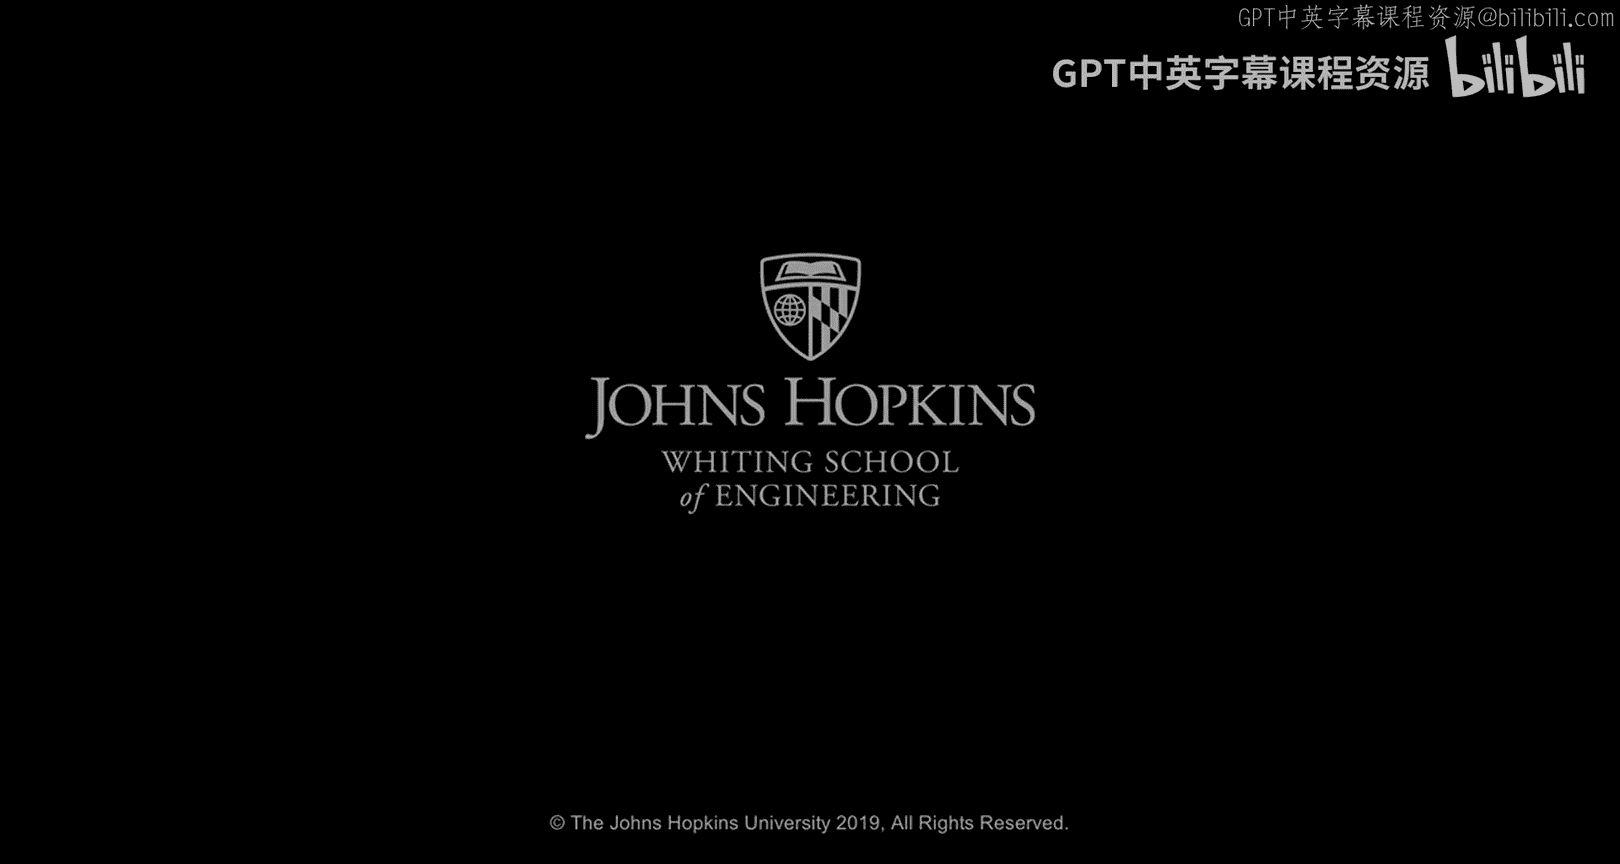 GPT中英字幕课程资源@bilibili.com
GPT中英字幕课程资源 bilibili
JOHNS HOPKINS
WHITING SCHOOL
of ENGINEERING
© The Johns Hopkins University 2019, All Rights Reserved.